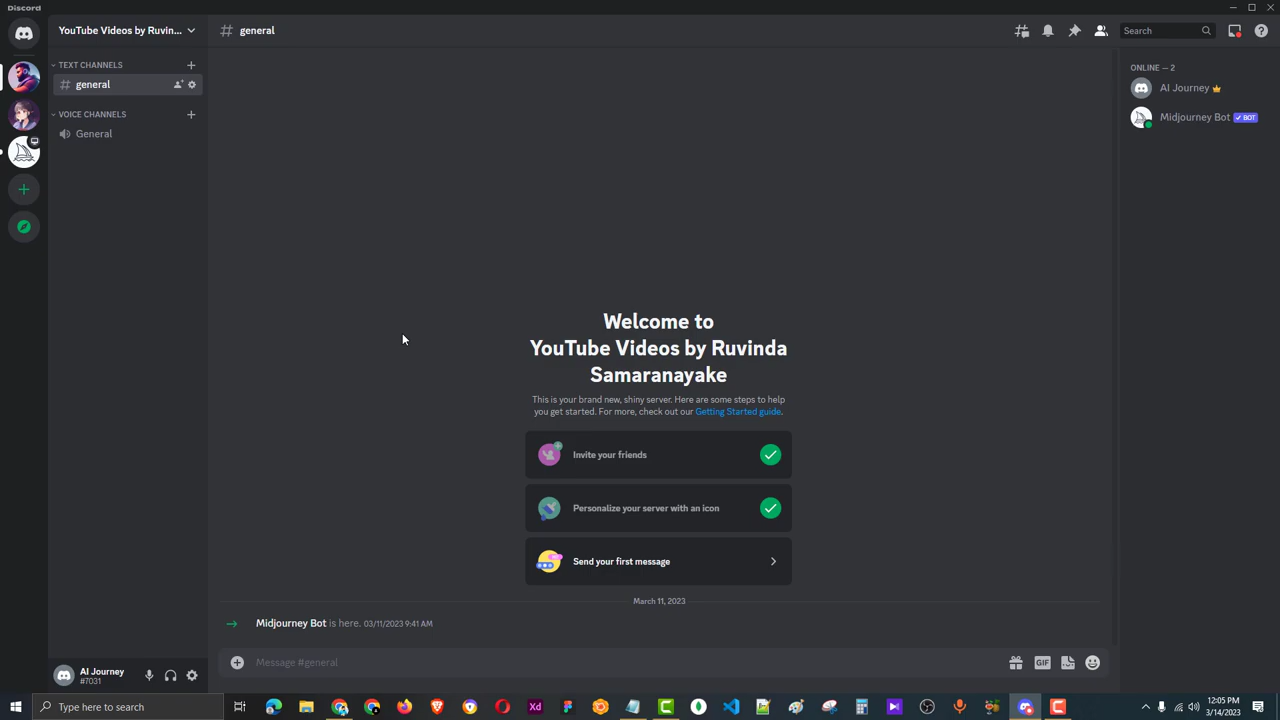 Discord
YouTube Videos by Ruvin...
general
Search
TEXT CHANNELS
general
VOICE CHANNELS
General
ONLINE — 2
AI Journey
Midjourney Bot
BOT
Welcome to
YouTube Videos by Ruvinda
Samaranayake
This is your brand new, shiny server. Here are some steps to help
you get started. For more, check out our Getting Started guide.
Invite your friends
Personalize your server with an icon
Send your first message
March 11, 2023
Midjourney Bot is here. 03/11/2023 9:41 AM
Message #general
GIF
AI Journey
#7031
Type here to search
Xd
12:05 PM
3/14/2023